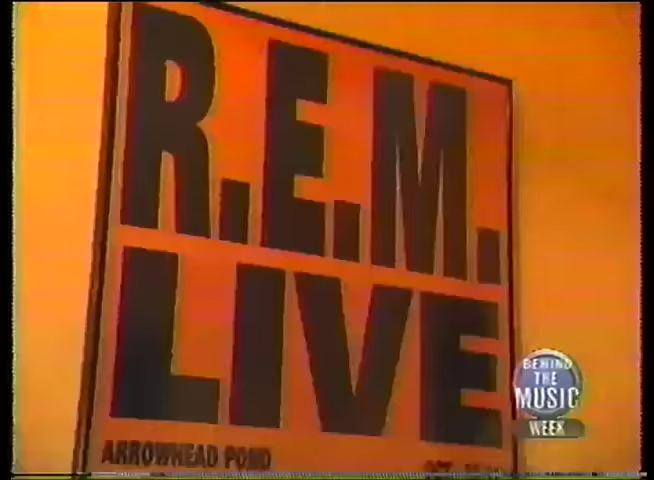 R.E.M.
LIVE
ARROWHEAD POND
BEHIND
THE
MUSIC
WEEK